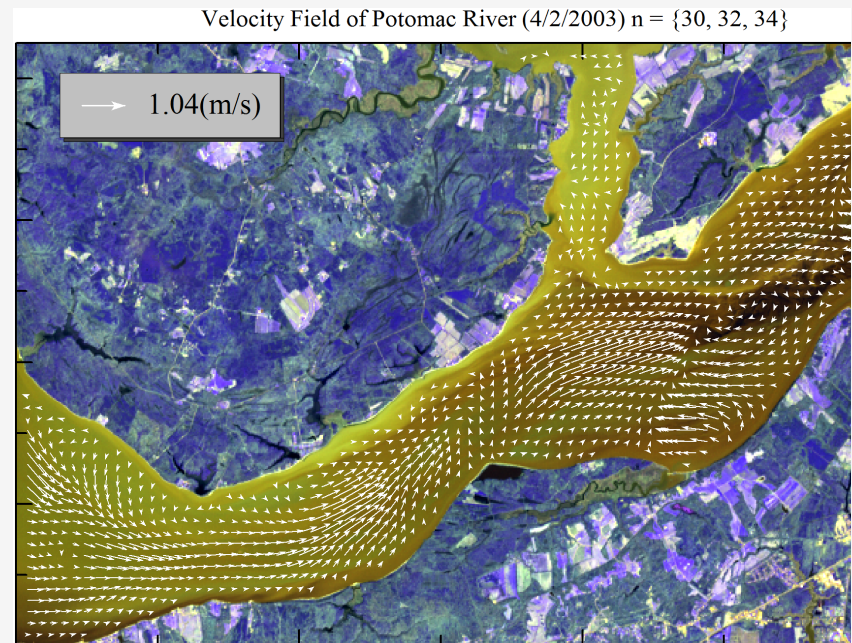 Velocity Field of Potomac River (4/2/2003) n = {30, 32, 34}
1.04(m/s)